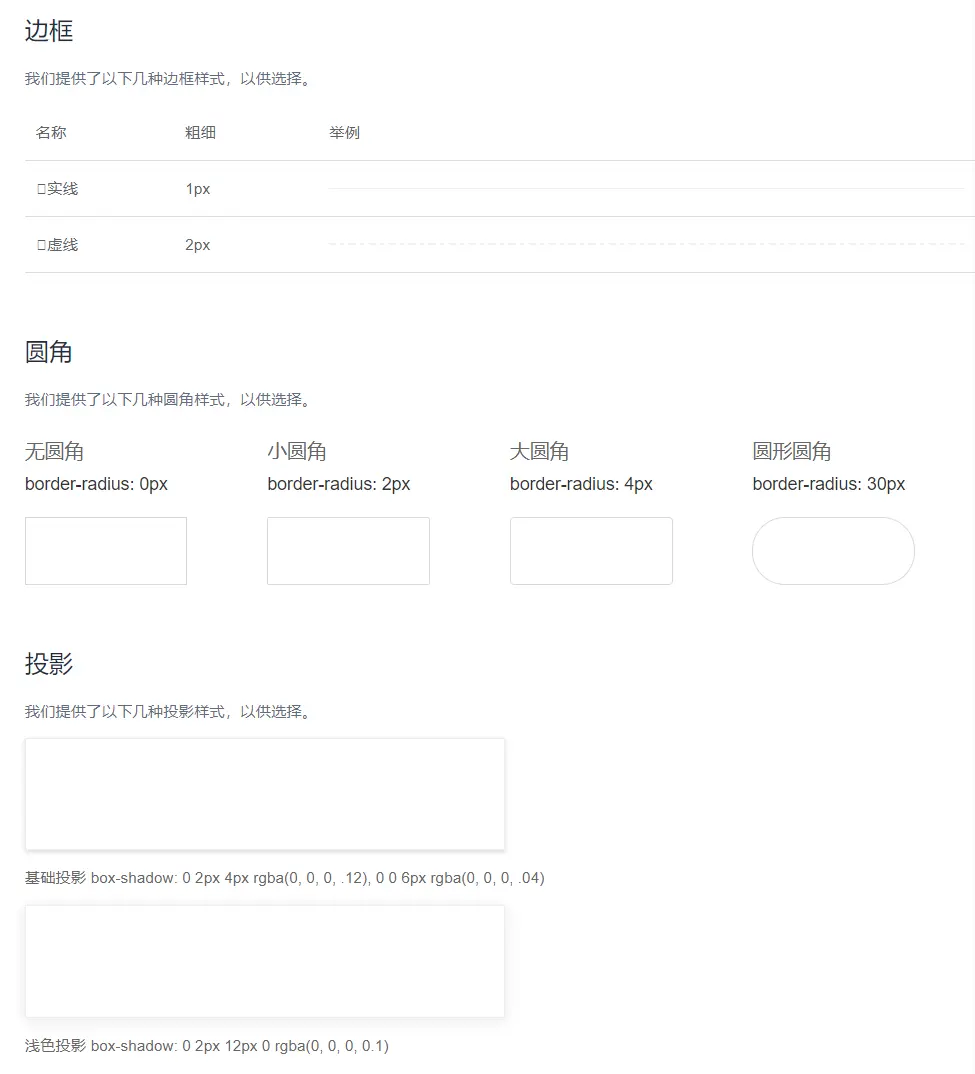 边框
我们提供了以下几种边框样式，以供选择。
名称 粗细 举例
实线 1px
虚线 2px
圆角
我们提供了以下几种圆角样式，以供选择。
无圆角 小圆角 大圆角 圆形圆角
border-radius: 0px border-radius: 2px border-radius: 4px border-radius: 30px
投影
我们提供了以下几种投影样式，以供选择。
基础投影 box-shadow: 0 2px 4px rgba(0, 0, 0, .12), 0 0 6px rgba(0, 0, 0, .04)
浅色投影 box-shadow: 0 2px 12px 0 rgba(0, 0, 0, 0.1)